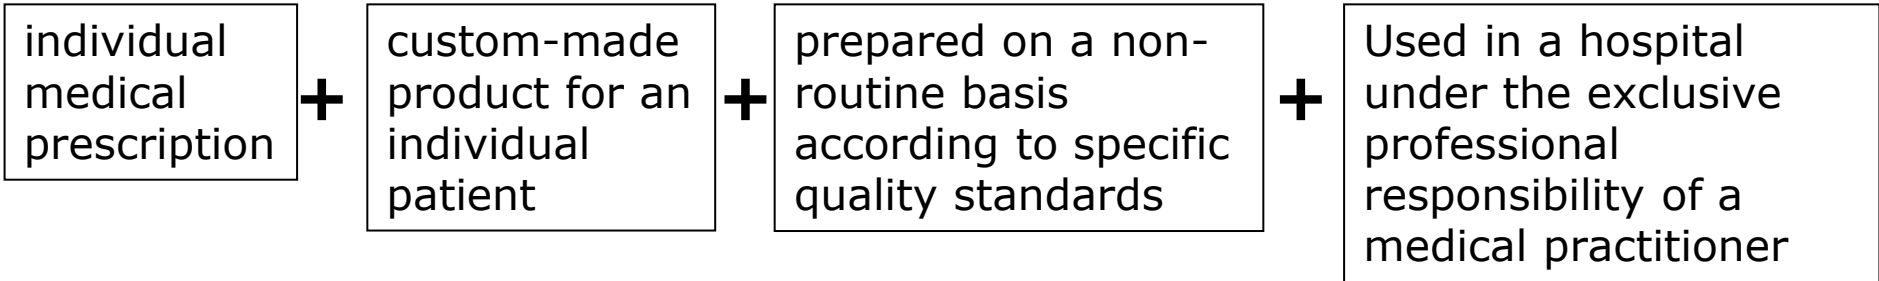 individual
medical
prescription
+
custom-made
product for an
individual
patient
+
prepared on a non-
routine basis
according to specific
quality standards
+
Used in a hospital
under the exclusive
professional
responsibility of a
medical practitioner